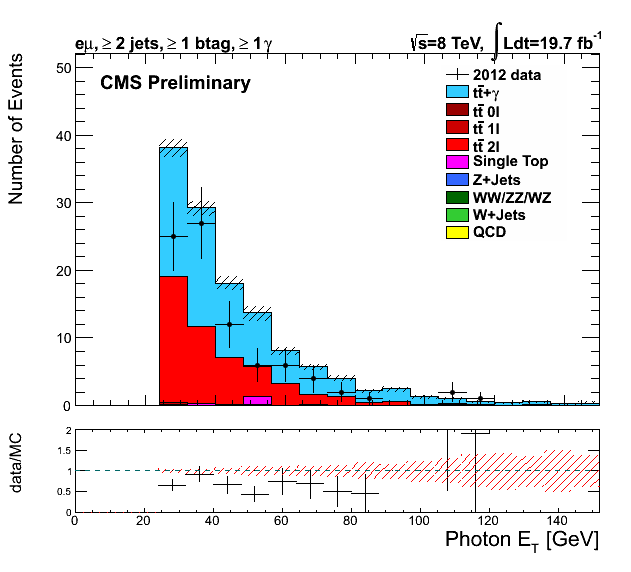 eμ, ≥ 2 jets, ≥ 1 btag, ≥ 1 γ
√s=8 TeV, ∫Ldt=19.7 fb⁻¹
CMS Preliminary
2012 data
tt̄+γ
tt̄ 0l
tt̄ 1l
tt̄ 2l
Single Top
Z+Jets
WW/ZZ/WZ
W+Jets
QCD
Number of Events
50
40
30
20
10
0
data/MC
2
1.5
1
0.5
0
0 20 40 60 80 100 120 140
Photon E_T [GeV]